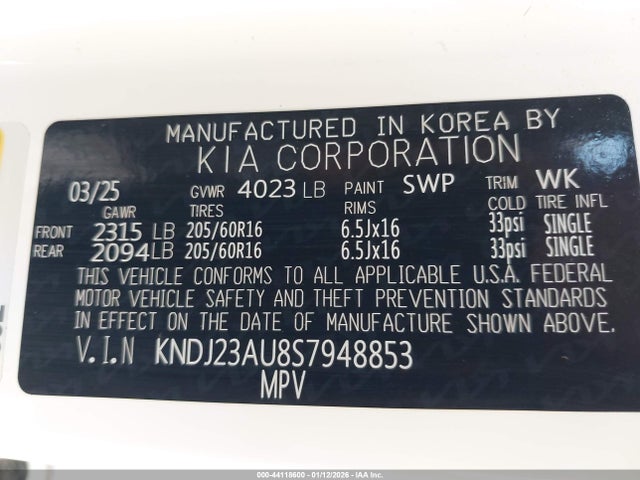 MANUFACTURED IN KOREA BY
KIA CORPORATION
03/25 GVWR 4023 LB PAINT SWP TRIM WK
GAWR TIRES RIMS COLD TIRE INFL
FRONT 2315 LB 205/60R16 6.5Jx16 33psi SINGLE
REAR 2094 LB 205/60R16 6.5Jx16 33psi SINGLE
THIS VEHICLE CONFORMS TO ALL APPLICABLE U.S.A. FEDERAL
MOTOR VEHICLE SAFETY AND THEFT PREVENTION STANDARDS
IN EFFECT ON THE DATE OF MANUFACTURE SHOWN ABOVE.
V.I.N KNDJ23AU8S7948853
MPV
000-44118600 - 01/12/2026 - IAA Inc.